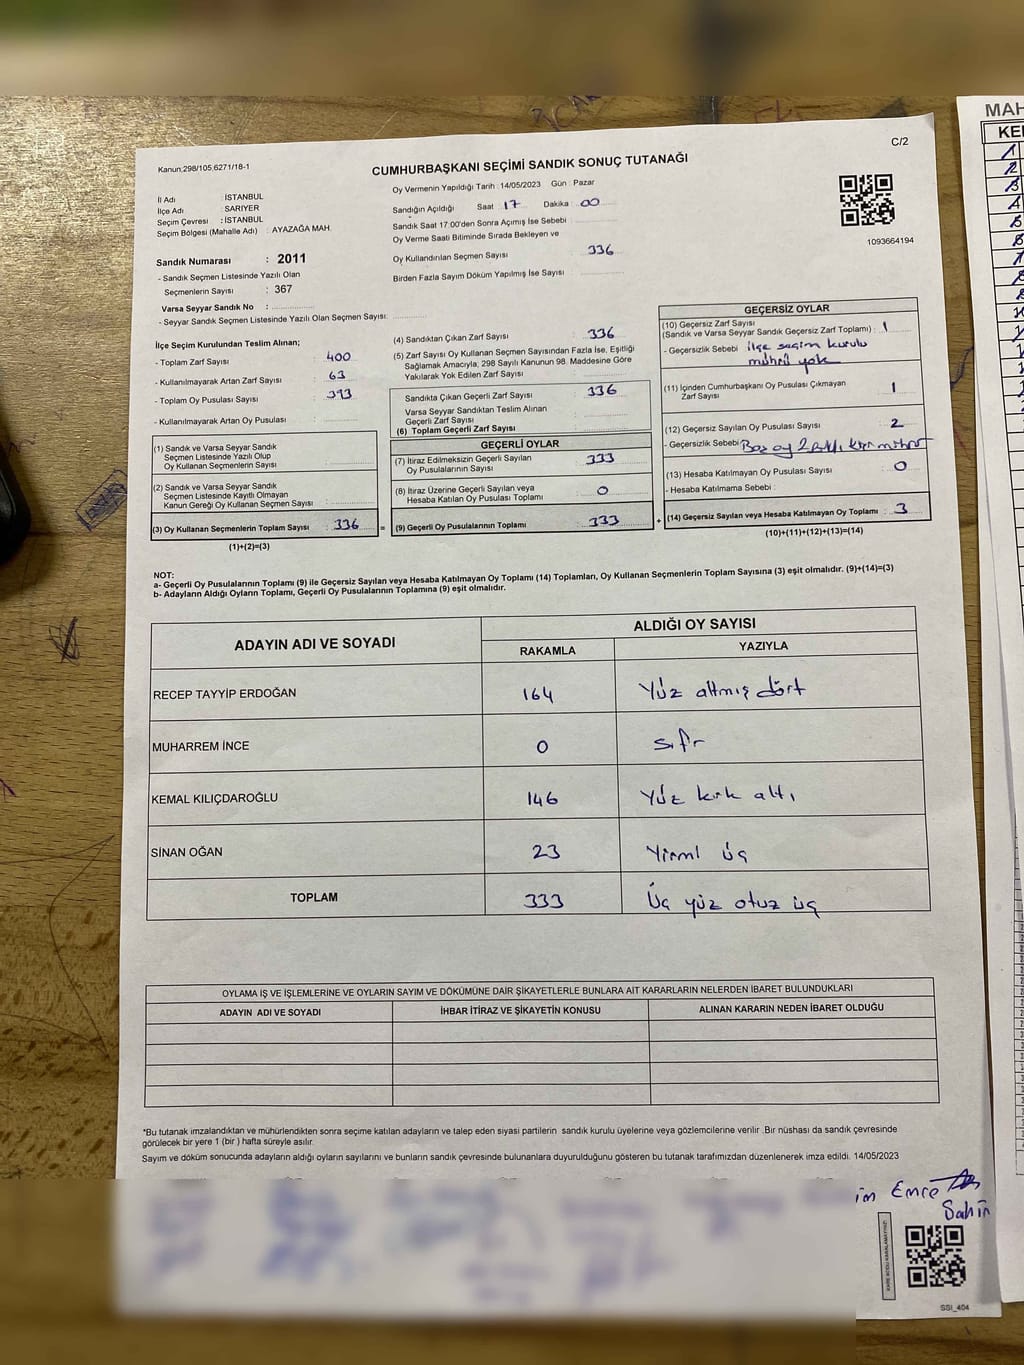 MAH
KE
C/2
Kanun.298/105,6271/18-1
CUMHURBAŞKANI SEÇİMİ SANDIK SONUÇ TUTANAĞI
İl Adı : İSTANBUL
İlçe Adı : SARIYER
Seçim Çevresi : İSTANBUL
Seçim Bölgesi (Mahalle Adı) : AYAZAĞA MAH.
Oy Vermenin Yapıldığı Tarih : 14/05/2023 Gün : Pazar
Sandığın Açıldığı Saat 17 Dakika : 00
Sandık Saat 17:00'den Sonra Açımış İse Sebebi :
Oy Verme Saati Bitiminde Sırada Bekleyen ve
Oy Kullandırılan Seçmen Sayısı : 336
Birden Fazla Sayım Döküm Yapılmış İse Sayısı :
1093664194
Sandık Numarası : 2011
- Sandık Seçmen Listesinde Yazılı Olan
Seçmenlerin Sayısı : 367
Varsa Seyyar Sandık No :
- Seyyar Sandık Seçmen Listesinde Yazılı Olan Seçmen Sayısı:
İlçe Seçim Kurulundan Teslim Alınan;
- Toplam Zarf Sayısı : 400
- Kullanılmayarak Artan Zarf Sayısı : 63
- Toplam Oy Pusulası Sayısı : 393
- Kullanılmayarak Artan Oy Pusulası :
(1) Sandık ve Varsa Seyyar Sandık
Seçmen Listesinde Yazılı Olup
Oy Kullanan Seçmenlerin Sayısı :
(2) Sandık ve Varsa Seyyar Sandık
Seçmen Listesinde Kayıtlı Olmayan
Kanun Gereği Oy Kullanan Seçmen Sayısı :
(3) Oy Kullanan Seçmenlerin Toplam Sayısı : 336 =
(1)+(2)=(3)
(4) Sandıktan Çıkan Zarf Sayısı : 336
(5) Zarf Sayısı Oy Kullanan Seçmen Sayısından Fazla İse, Eşitliği
Sağlamak Amacıyla, 298 Sayılı Kanunun 98. Maddesine Göre
Yakılarak Yok Edilen Zarf Sayısı :
Sandıkta Çıkan Geçerli Zarf Sayısı : 336
Varsa Seyyar Sandıktan Teslim Alınan
Geçerli Zarf Sayısı :
(6) Toplam Geçerli Zarf Sayısı :
GEÇERLİ OYLAR
(7) İtiraz Edilmeksizin Geçerli Sayılan : 333
Oy Pusulalarının Sayısı
(8) İtiraz Üzerine Geçerli Sayılan veya : 0
Hesaba Katılan Oy Pusulası Toplamı
(9) Geçerli Oy Pusulalarının Toplamı : 333 +
GEÇERSİZ OYLAR
(10) Geçersiz Zarf Sayısı
(Sandık ve Varsa Seyyar Sandık Geçersiz Zarf Toplamı) : 1
- Geçersizlik Sebebi : ilçe seçim kurulu
mührü yok
(11) İçinden Cumhurbaşkanı Oy Pusulası Çıkmayan : 1
Zarf Sayısı
(12) Geçersiz Sayılan Oy Pusulası Sayısı : 2
- Geçersizlik Sebebi : Boş oy
(13) Hesaba Katılmayan Oy Pusulası Sayısı : 0
- Hesaba Katılmama Sebebi :
(14) Geçersiz Sayılan veya Hesaba Katılmayan Oy Toplamı : 3
(10)+(11)+(12)+(13)=(14)
NOT:
a- Geçerli Oy Pusulalarının Toplamı (9) ile Geçersiz Sayılan veya Hesaba Katılmayan Oy Toplamı (14) Toplamları, Oy Kullanan Seçmenlerin Toplam Sayısına (3) eşit olmalıdır. (9)+(14)=(3)
b- Adayların Aldığı Oyların Toplamı, Geçerli Oy Pusulalarının Toplamına (9) eşit olmalıdır.
ADAYIN ADI VE SOYADI
ALDIĞI OY SAYISI
RAKAMLA YAZIYLA
RECEP TAYYİP ERDOĞAN 164 Yüz altmış dört
MUHARREM İNCE 0 sıfır
KEMAL KILIÇDAROĞLU 146 Yüz kırk altı
SİNAN OĞAN 23 Yirmi üç
TOPLAM 333 Üç yüz otuz üç
OYLAMA İŞ VE İŞLEMLERİNE VE OYLARIN SAYIM VE DÖKÜMÜNE DAİR ŞİKAYETLERLE BUNLARA AİT KARARLARIN NELERDEN İBARET BULUNDUKLARI
ADAYIN ADI VE SOYADI İHBAR İTİRAZ VE ŞİKAYETİN KONUSU ALINAN KARARIN NEDEN İBARET OLDUĞU
*Bu tutanak imzalandıktan ve mühürlendikten sonra seçime katılan adayların ve talep eden siyasi partilerin sandık kurulu üyelerine veya gözlemcilerine verilir .Bir nüshası da sandık çevresinde
görülecek bir yere 1 (bir ) hafta süreyle asılır.
Sayım ve döküm sonucunda adayların aldığı oyların sayılarını ve bunların sandık çevresinde bulunanlara duyurulduğunu gösteren bu tutanak tarafımızdan düzenlenerek imza edildi. 14/05/2023
im Emre
Şahin
KARE KODU KARALAMAYINIZ!
SSI_404